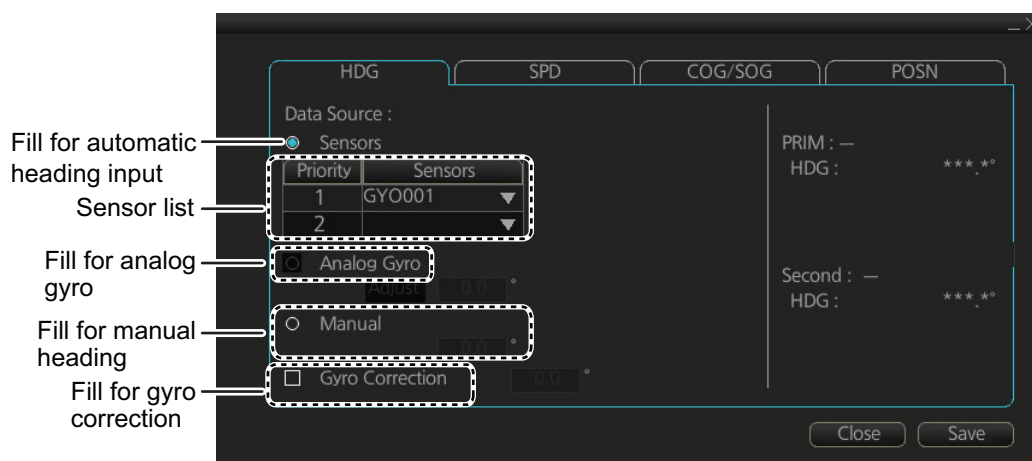 HDG SPD COG/SOG POSN
Data Source :
Fill for automatic
heading input
Sensors
Sensor list
Priority Sensors
1 GYO001
2
Fill for analog
gyro
Analog Gyro
Adjust 0.0 °
Fill for manual
heading
Manual
0.0 °
Fill for gyro
correction
Gyro Correction 0.0 °
PRIM : —
HDG : ***.*°
Second : —
HDG : ***.*°
Close Save